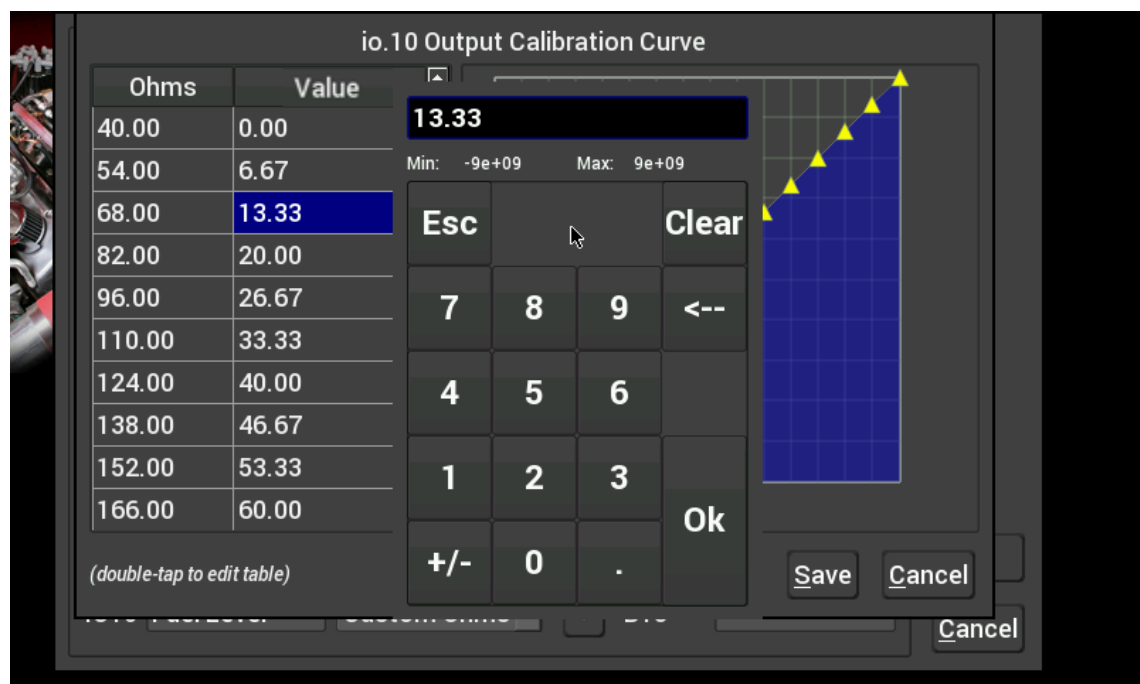 io.10 Output Calibration Curve
Ohms Value
40.00 0.00
54.00 6.67
68.00 13.33
82.00 20.00
96.00 26.67
110.00 33.33
124.00 40.00
138.00 46.67
152.00 53.33
166.00 60.00
(double-tap to edit table)
13.33
Min: -9e+09 Max: 9e+09
Esc Clear
7 8 9 <--
4 5 6
1 2 3
Ok
+/- 0 .
Save Cancel
Cancel